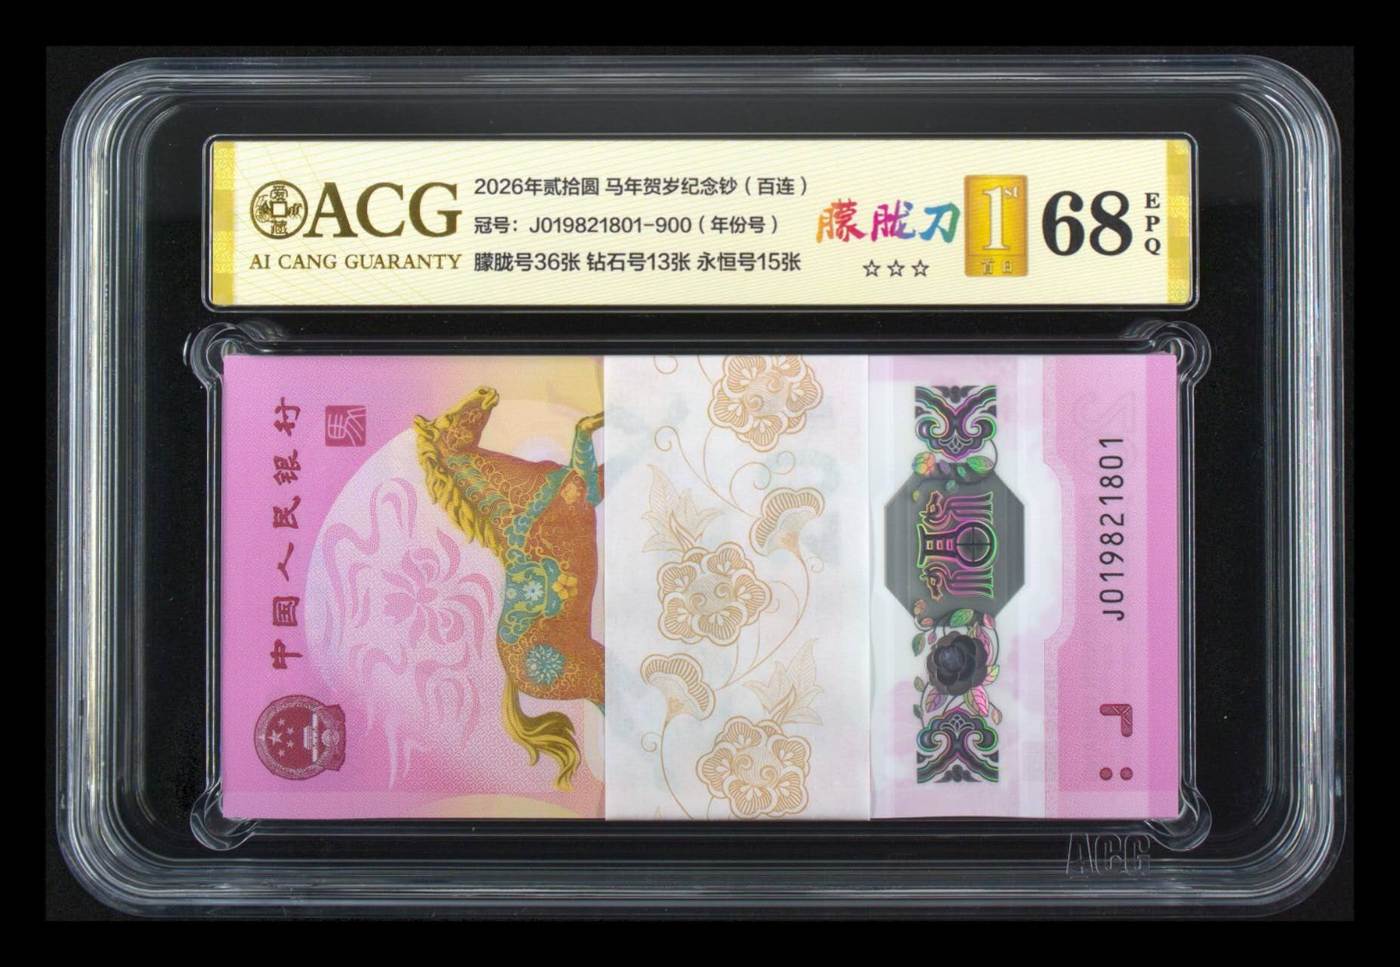 ACG
AI CANG GUARANTY
2026年贰拾圆 马年贺岁纪念钞（百连）
冠号：J019821801-900（年份号）
朦胧号36张 钻石号13张 永恒号15张
朦胧刀
☆☆☆
1st
首日
68
EPQ
中国人民银行
J019821801
ACG